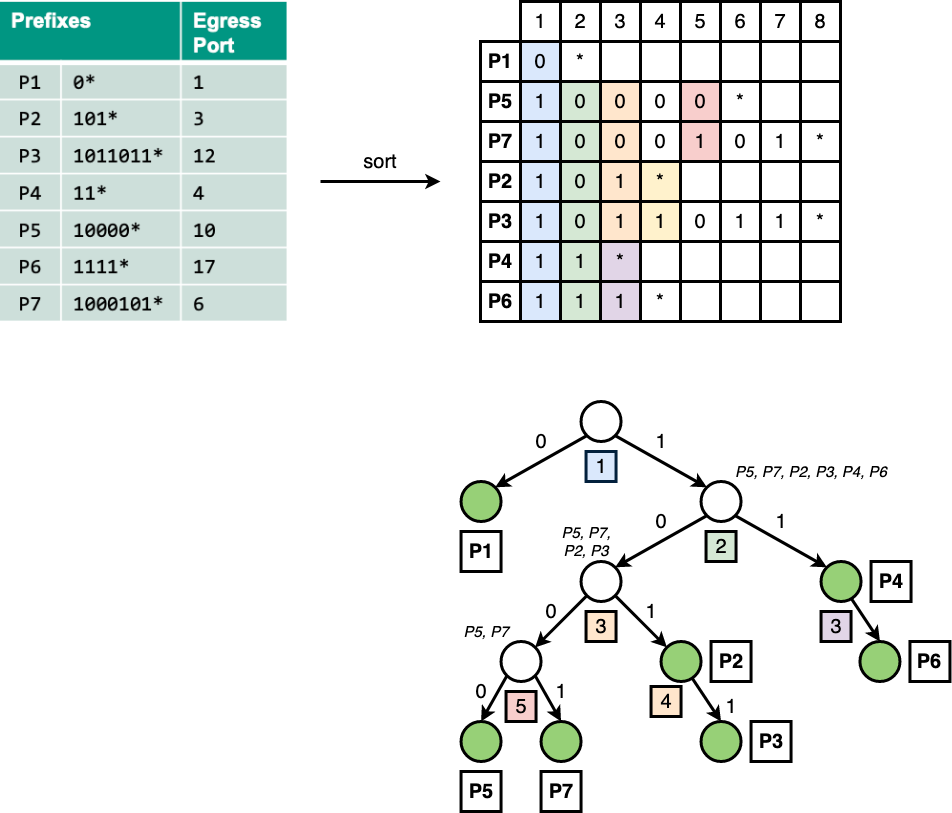 Prefixes Egress Port
P1 0* 1
P2 101* 3
P3 1011011* 12
P4 11* 4
P5 10000* 10
P6 1111* 17
P7 1000101* 6
sort
1 2 3 4 5 6 7 8
P1 0 *
P5 1 0 0 0 0 *
P7 1 0 0 0 1 0 1 *
P2 1 0 1 *
P3 1 0 1 1 0 1 1 *
P4 1 1 *
P6 1 1 1 *
0 1
1
P5, P7, P2, P3, P4, P6
P1
0 1
2
P5, P7,
P2, P3
P4
0 1
3
3
P5, P7
P2
P6
0 1
5
4
1
P3
P5
P7